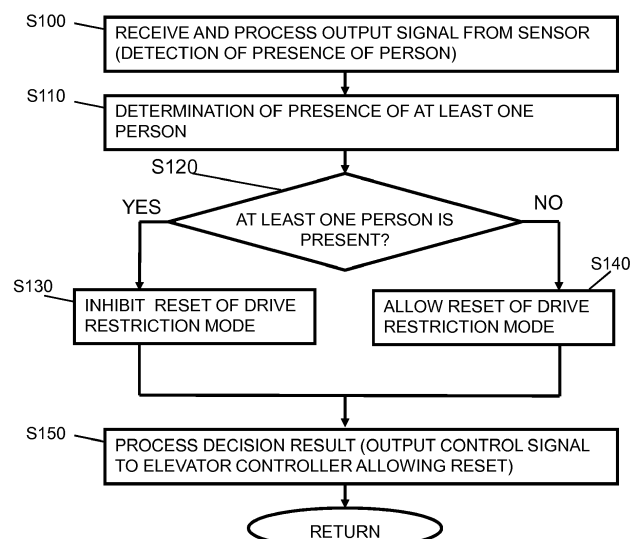 S100
RECEIVE AND PROCESS OUTPUT SIGNAL FROM SENSOR
(DETECTION OF PRESENCE OF PERSON)
S110
DETERMINATION OF PRESENCE OF AT LEAST ONE
PERSON
S120
YES
NO
AT LEAST ONE PERSON IS
PRESENT?
S130
INHIBIT RESET OF DRIVE
RESTRICTION MODE
S140
ALLOW RESET OF DRIVE
RESTRICTION MODE
S150
PROCESS DECISION RESULT (OUTPUT CONTROL SIGNAL
TO ELEVATOR CONTROLLER ALLOWING RESET)
RETURN